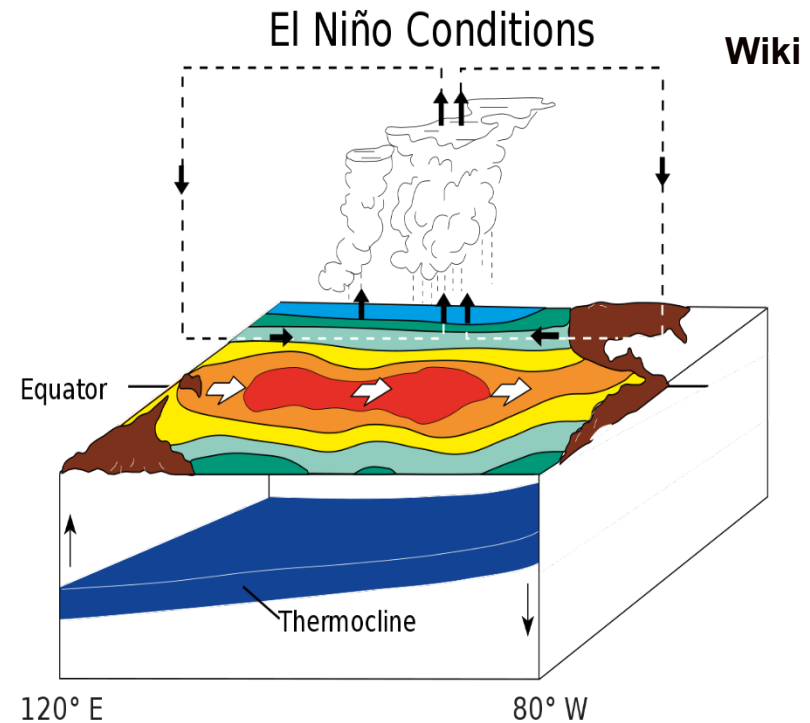 El Niño Conditions
Wiki
Equator
Thermocline
120° E
80° W